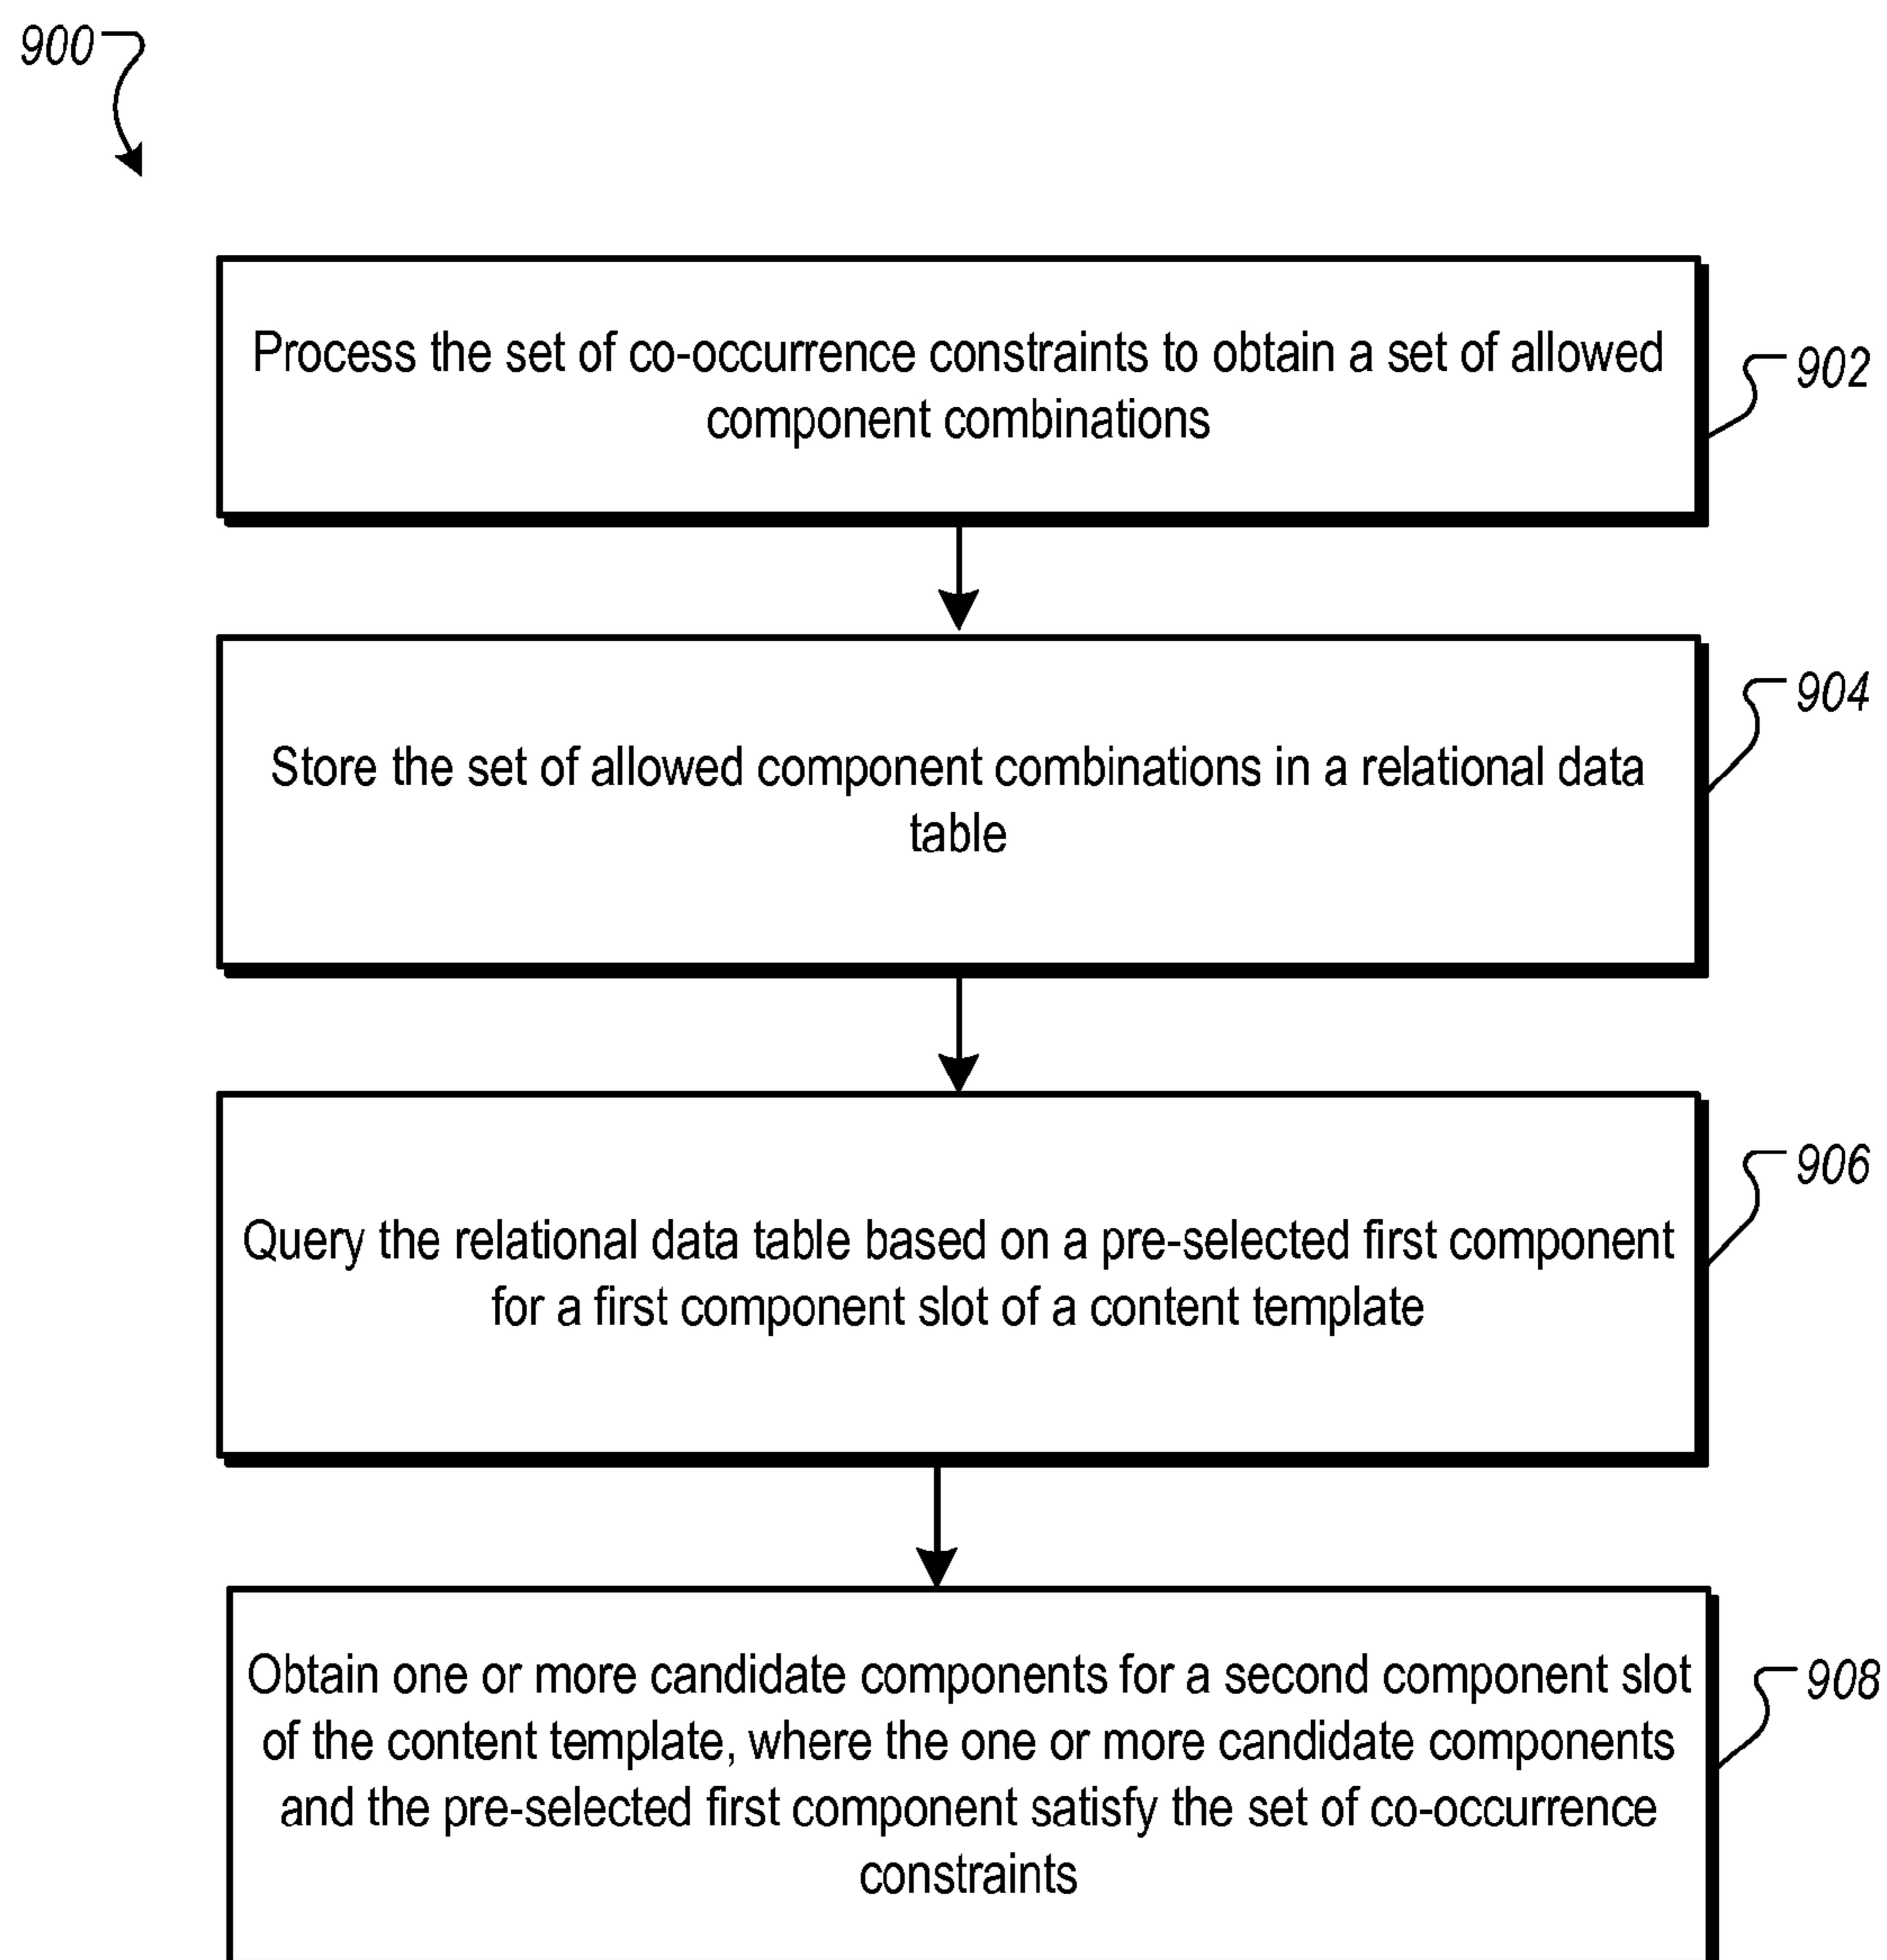 900
Process the set of co-occurrence constraints to obtain a set of allowed
component combinations
902
Store the set of allowed component combinations in a relational data
table
904
Query the relational data table based on a pre-selected first component
for a first component slot of a content template
906
Obtain one or more candidate components for a second component slot
of the content template, where the one or more candidate components
and the pre-selected first component satisfy the set of co-occurrence
constraints
908